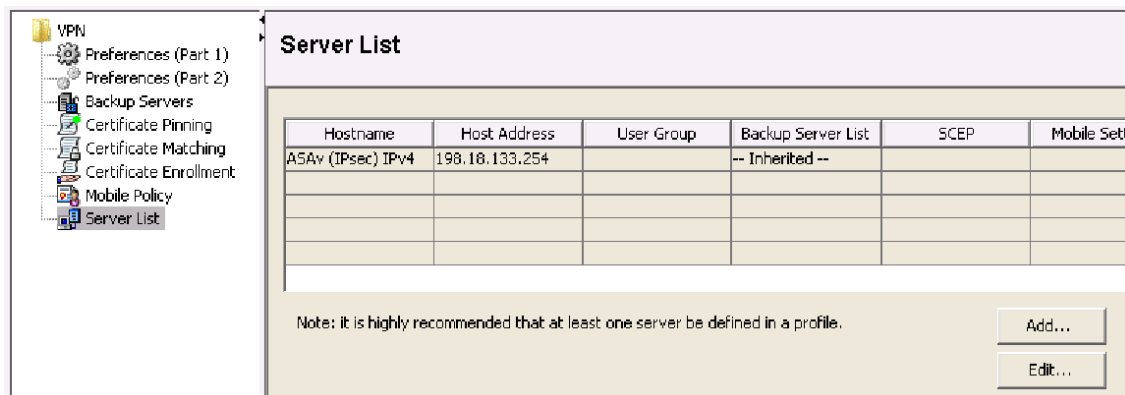 VPN
Preferences (Part 1)
Preferences (Part 2)
Backup Servers
Certificate Pinning
Certificate Matching
Certificate Enrollment
Mobile Policy
Server List
Server List
Hostname Host Address User Group Backup Server List SCEP Mobile Sett
ASAv (IPsec) IPv4 198.18.133.254 -- Inherited --
Note: it is highly recommended that at least one server be defined in a profile.
Add...
Edit...